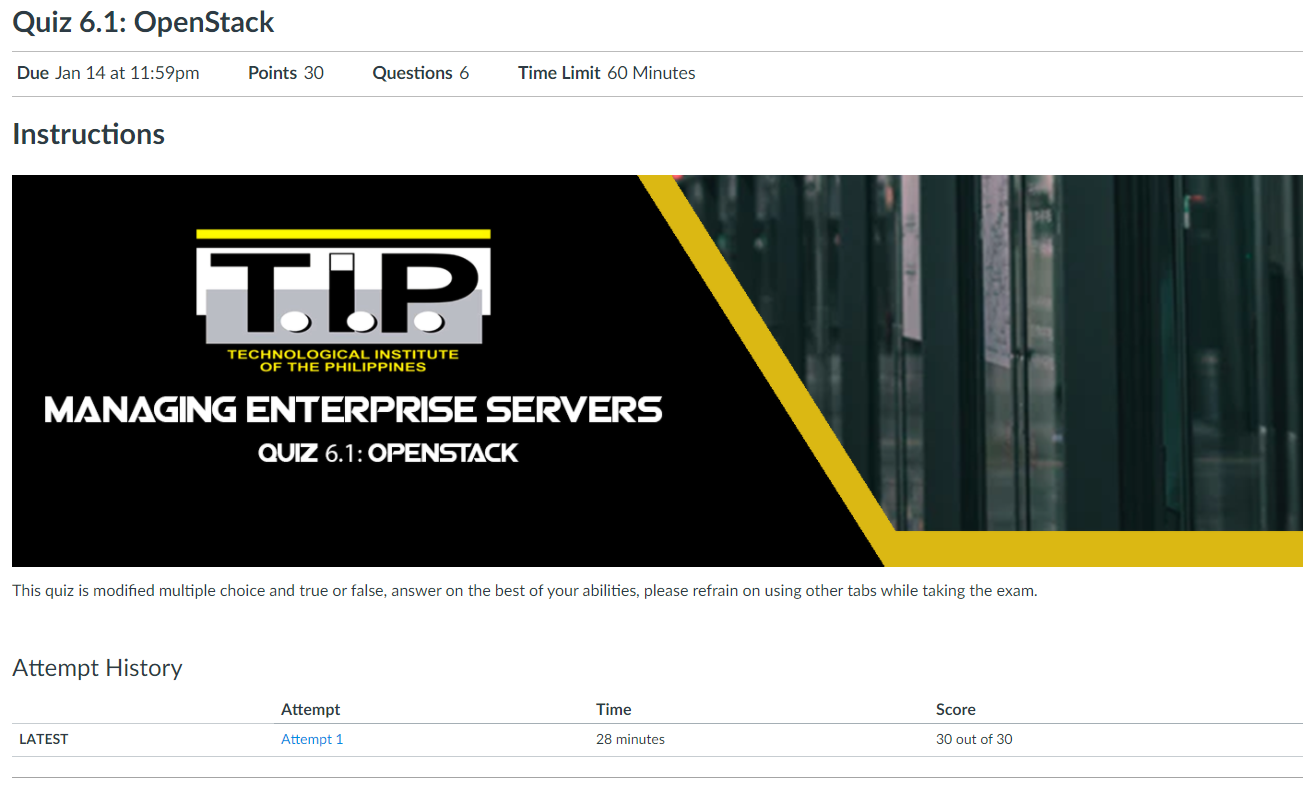 Quiz 6.1: OpenStack
Due Jan 14 at 11:59pm Points 30 Questions 6 Time Limit 60 Minutes
Instructions
T.I.P.
TECHNOLOGICAL INSTITUTE
OF THE PHILIPPINES
MANAGING ENTERPRISE SERVERS
QUIZ 6.1: OPENSTACK
This quiz is modified multiple choice and true or false, answer on the best of your abilities, please refrain on using other tabs while taking the exam.
Attempt History
Attempt Time Score
LATEST Attempt 1 28 minutes 30 out of 30